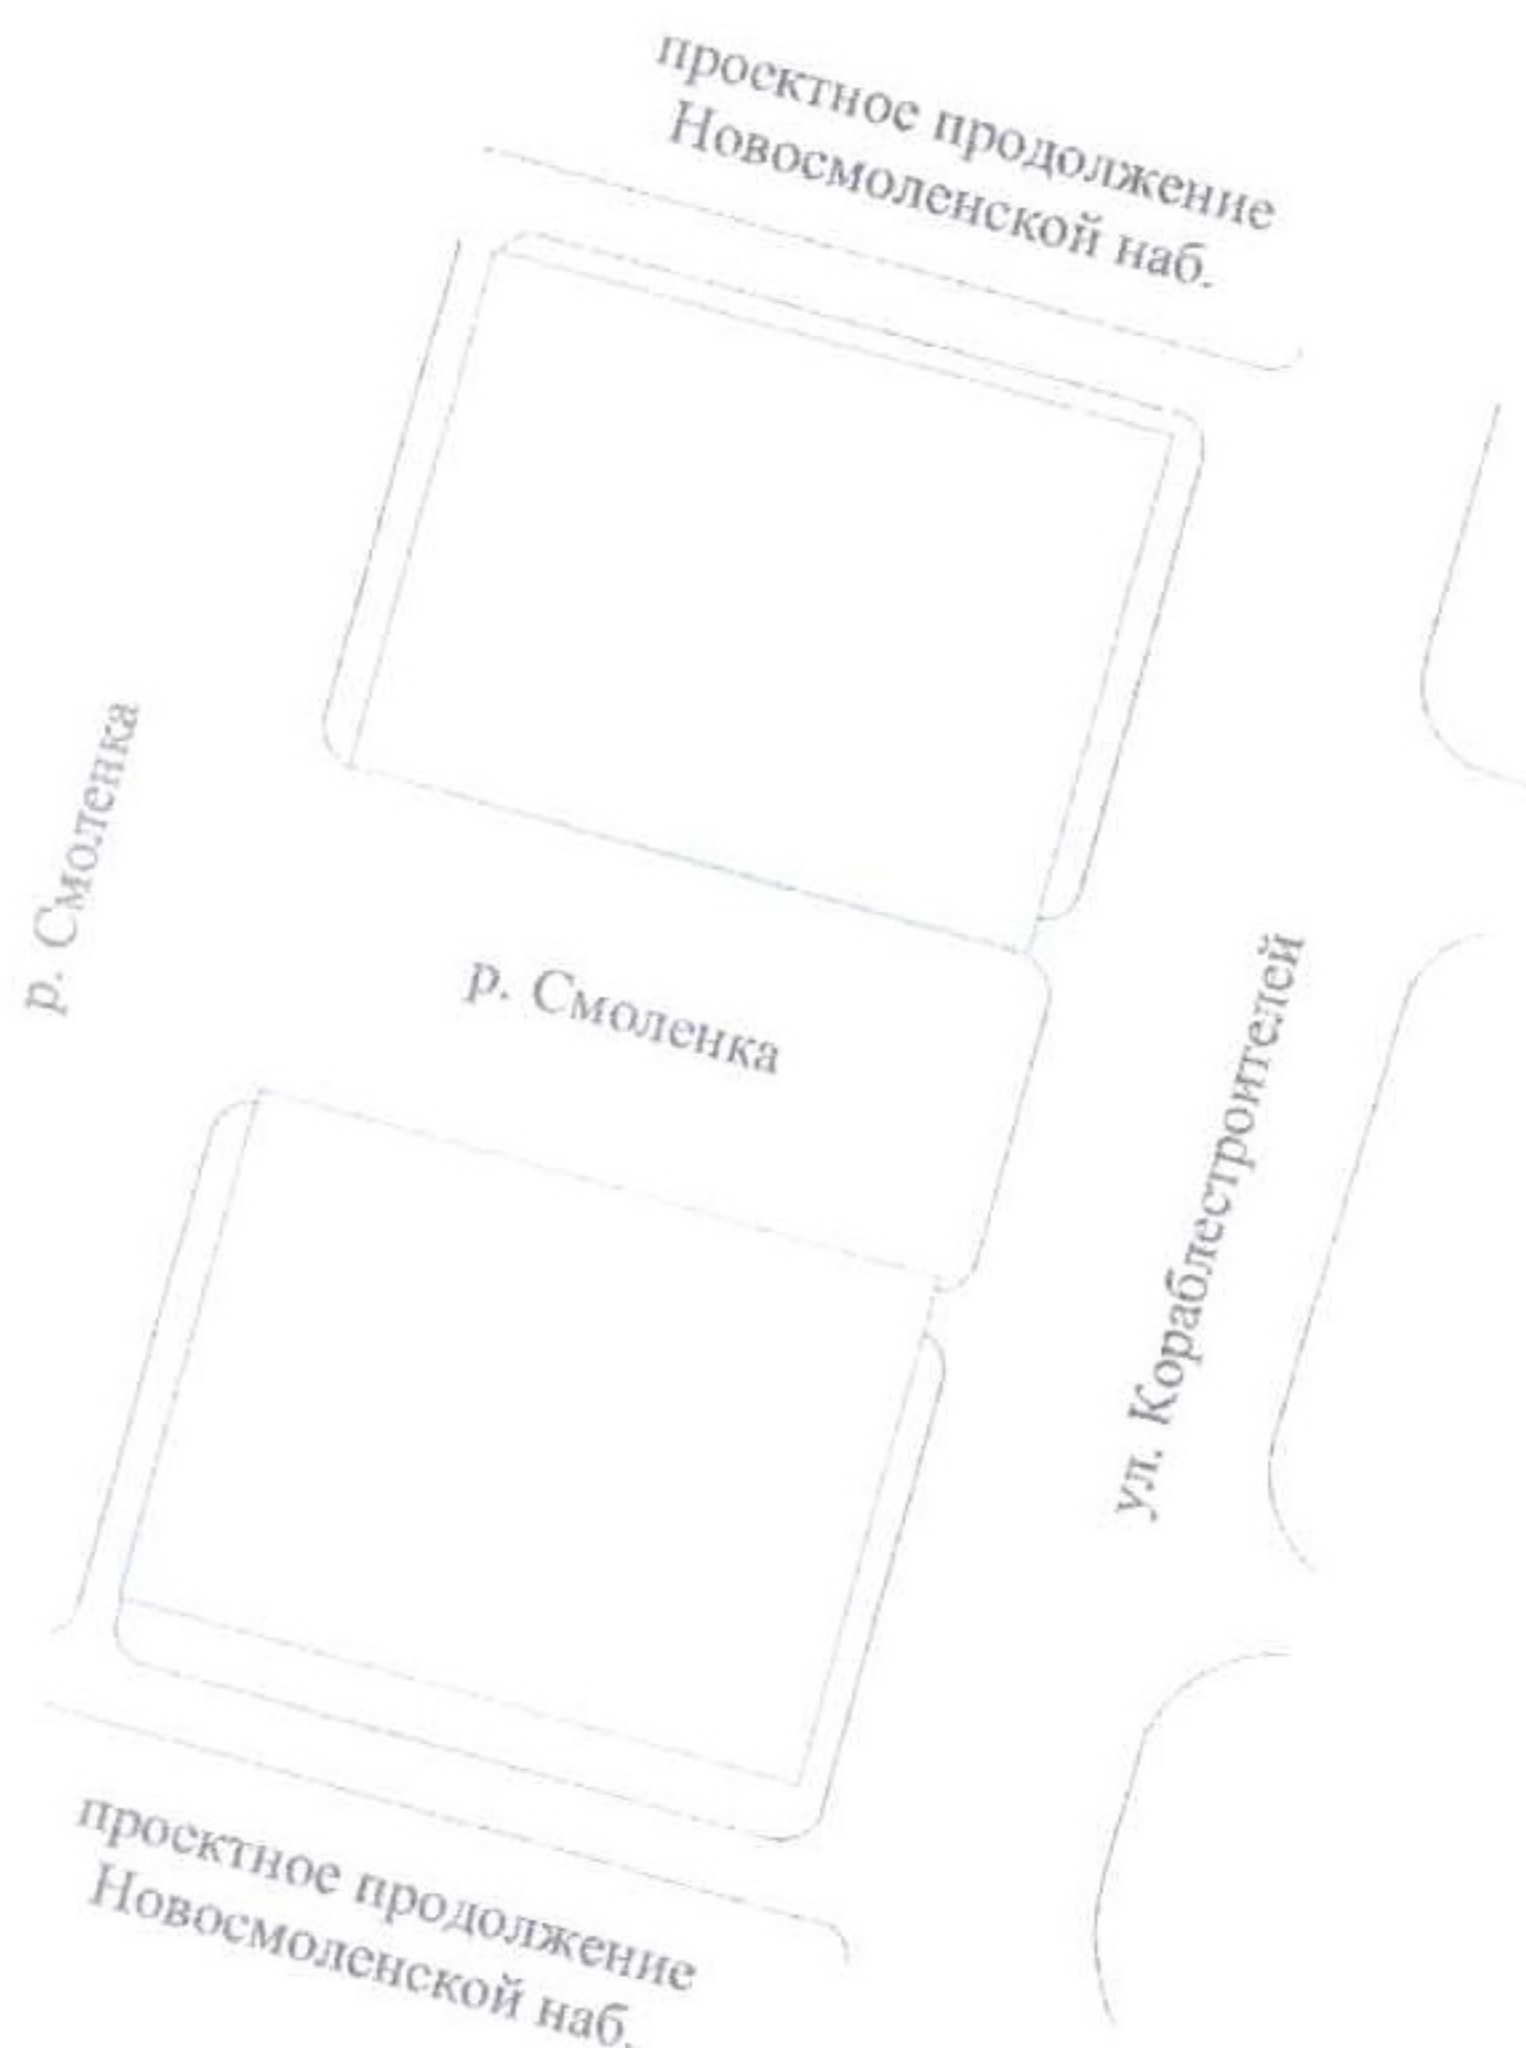 проектное продолжение
Новосмоленской наб.
р. Смоленка
р. Смоленка
ул. Кораблестроителей
проектное продолжение
Новосмоленской наб.